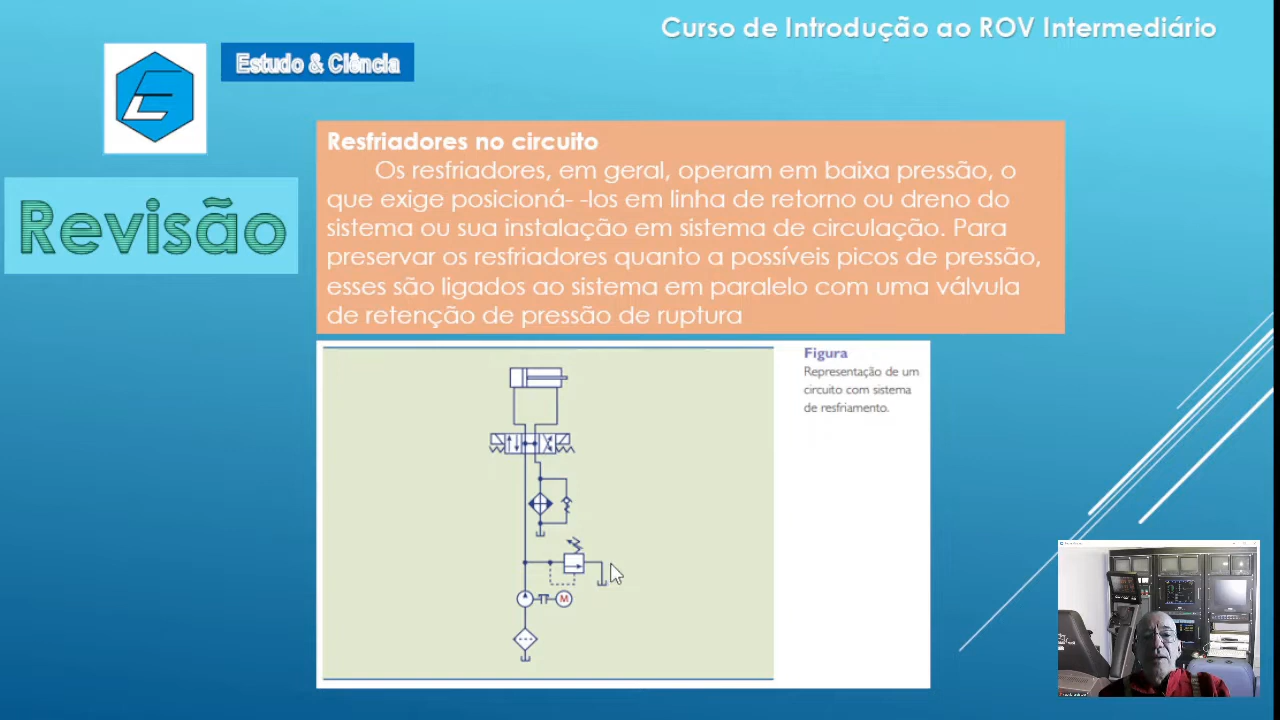 Curso de Introdução ao ROV Intermediário
Estudo & Ciência
Revisão
Resfriadores no circuito
Os resfriadores, em geral, operam em baixa pressão, o
que exige posicioná- -los em linha de retorno ou dreno do
sistema ou sua instalação em sistema de circulação. Para
preservar os resfriadores quanto a possíveis picos de pressão,
esses são ligados ao sistema em paralelo com uma válvula
de retenção de pressão de ruptura
Figura
Representação de um
circuito com sistema
de resfriamento.
M